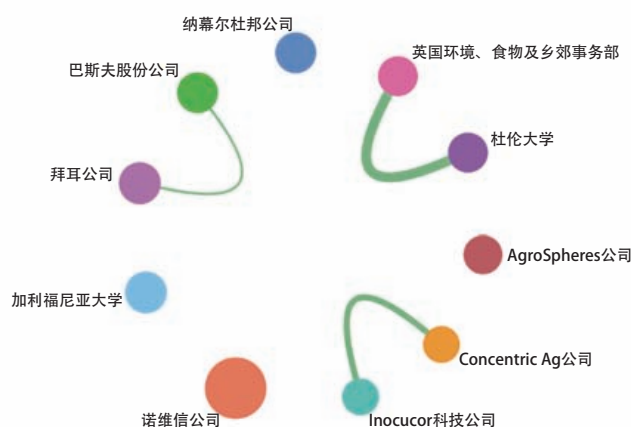 纳幕尔杜邦公司
英国环境、食物及乡郊事务部
巴斯夫股份公司
杜伦大学
拜耳公司
AgroSpheres公司
加利福尼亚大学
Concentric Ag公司
诺维信公司
Inocucor科技公司